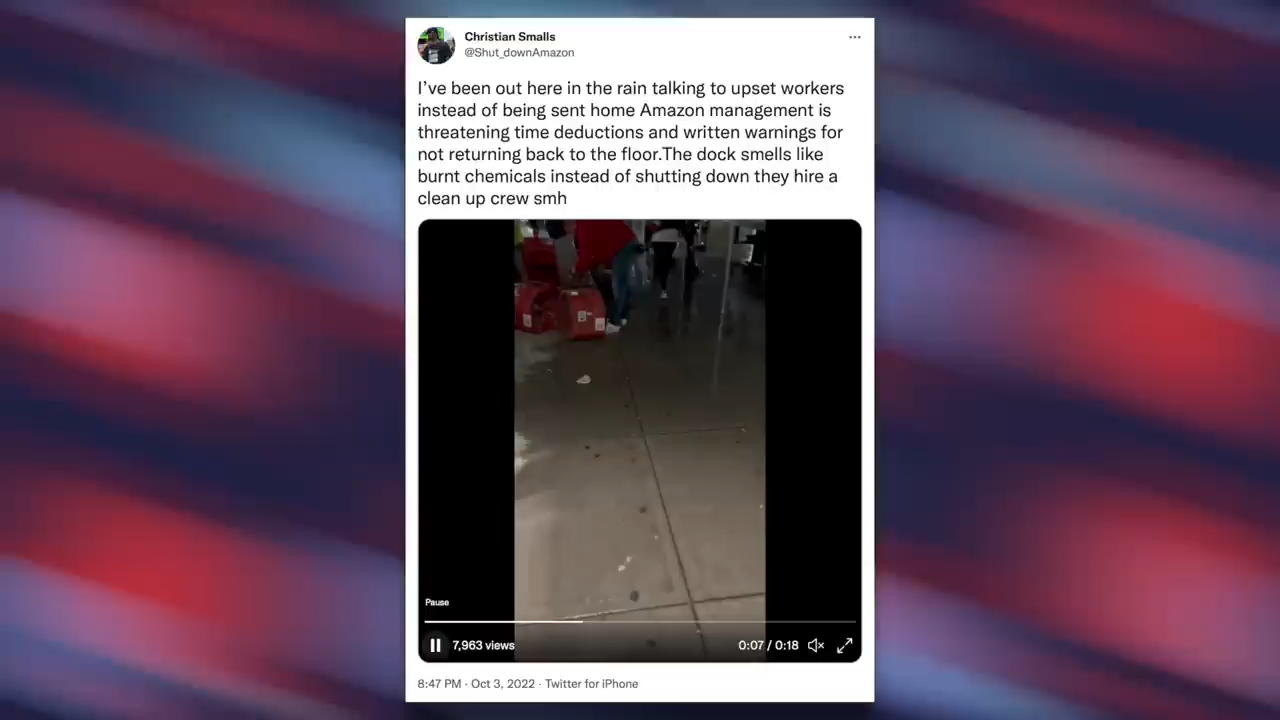 Christian Smalls
@Shut_downAmazon
I’ve been out here in the rain talking to upset workers
instead of being sent home Amazon management is
threatening time deductions and written warnings for
not returning back to the floor.The dock smells like
burnt chemicals instead of shutting down they hire a
clean up crew smh
Pause
7,963 views
0:07 / 0:18
8:47 PM · Oct 3, 2022 · Twitter for iPhone